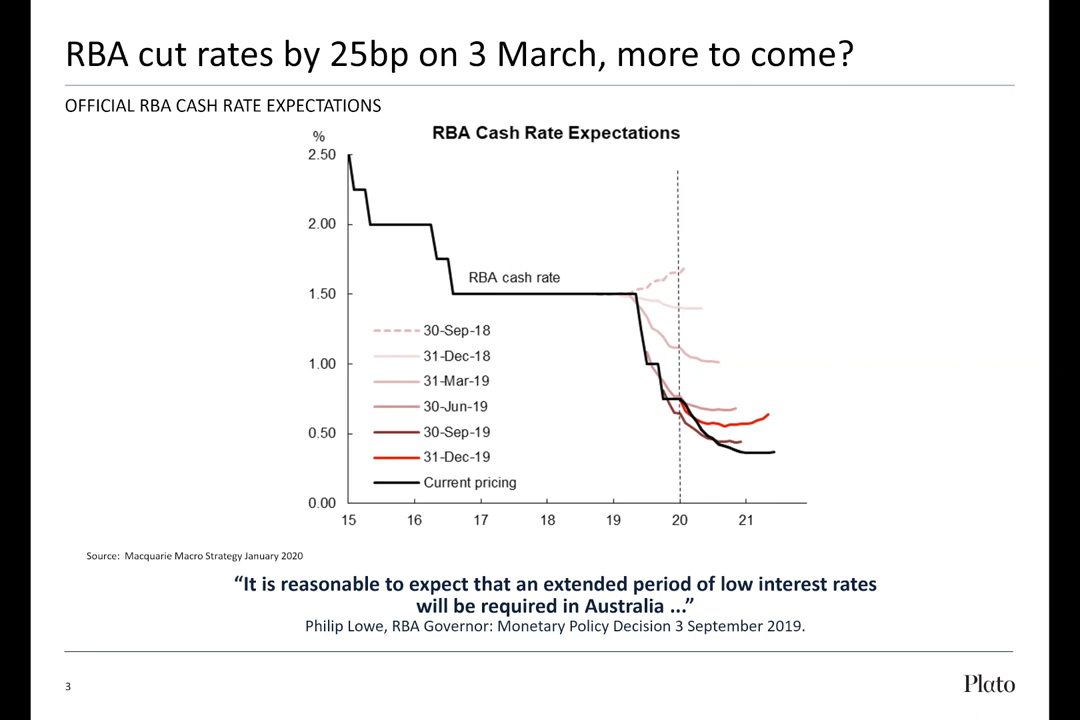 RBA cut rates by 25bp on 3 March, more to come?
OFFICIAL RBA CASH RATE EXPECTATIONS
RBA Cash Rate Expectations
%
2.50
2.00
1.50
1.00
0.50
0.00
RBA cash rate
30-Sep-18
31-Dec-18
31-Mar-19
30-Jun-19
30-Sep-19
31-Dec-19
Current pricing
15 16 17 18 19 20 21
Source: Macquarie Macro Strategy January 2020
“It is reasonable to expect that an extended period of low interest rates
will be required in Australia ...”
Philip Lowe, RBA Governor: Monetary Policy Decision 3 September 2019.
3
Plato